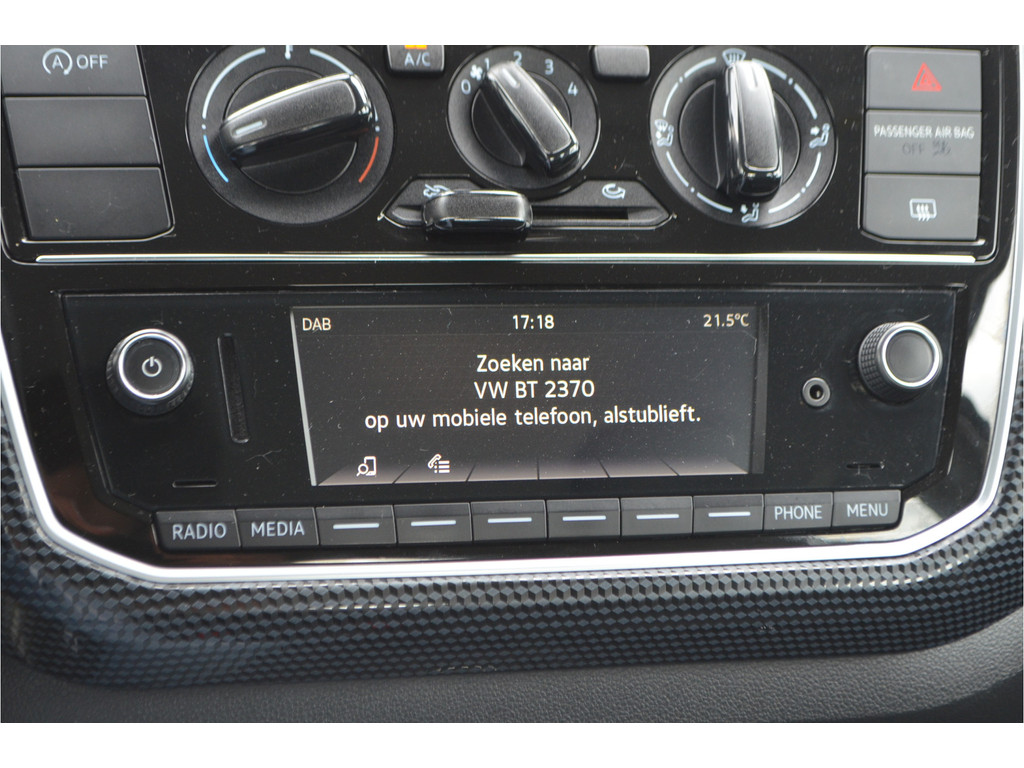 OFF
A/C
0 1 2 3 4
PASSENGER AIR BAG
OFF
DAB 17:18 21.5°C
Zoeken naar
VW BT 2370
op uw mobiele telefoon, alstublieft.
RADIO MEDIA PHONE MENU